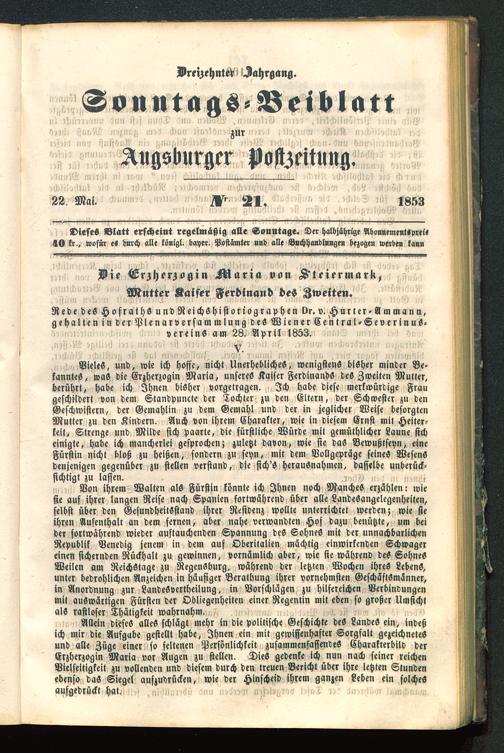 Dreizehnter Jahrgang.
Sonntags-Beiblatt
zur
Augsburger Postzeitung.
22. Mai. № 21. 1853
Dieses Blatt erscheint regelmäßig alle Sonntage. Der halbjährige Abonnementspreis
40 kr., wofür es durch alle königl. bayer. Postämter und alle Buchhandlungen bezogen werden kann
Die Erzherzogin Maria von Steiermark,
Mutter Kaiser Ferdinand des Zweiten.
Rede des Hofraths und Reichshistoriographen Dr. v. Hurter-Ammann,
gehalten in der Plenarversammlung des Wiener Central-Severinus-
vereins am 28. April 1853.
V.
Vieles, und, wie ich hoffe, nicht Unerhebliches, wenigstens bisher minder Be-
kanntes, was die Erzherzogin Maria, unseres Kaiser Ferdinands des Zweiten Mutter,
berührt, habe ich Ihnen bisher vorgetragen. Ich habe diese merkwürdige Frau
geschildert von dem Standpuncte der Tochter zu den Eltern, der Schwester zu den
Geschwistern, der Gemahlin zu dem Gemahl und der in jeglicher Weise besorgten
Mutter zu den Kindern. Auch von ihrem Charakter, wie in diesem Ernst mit Heiter-
keit, Strenge und Milde sich paarte, die fürstliche Würde mit gemüthlicher Laune sich
einigte, habe ich mancherlei gesprochen; zulezt davon, wie sie das Bewußtseyn, eine
Fürstin nicht bloß zu heißen, sondern zu seyn, mit dem Vollgepräge seines Wesens
denjenigen gegenüber zu stellen verstand, die sich's herausnahmen, dasselbe unberück-
sichtigt zu lassen.
Von ihrem Walten als Fürstin könnte ich Ihnen noch Manches erzählen: wie
sie auf ihrer langen Reise nach Spanien fortwährend über alle Landesangelegenheiten,
selbst über den Gesundheitsstand ihrer Residenz wollte unterrichtet werden; wie sie
ihren Aufenthalt an dem fernen, aber nahe verwandten Hof dazu benützte, um bei
der fortwährend wieder auftauchenden Spannung des Sohnes mit der unnachbarlichen
Republik Venedig jenem in dem auf Oberitalien mächtig einwirkenden Schwager
einen sichernden Rückhalt zu gewinnen, vornämlich aber, wie sie während des Sohnes
Weilen am Reichstage zu Regensburg, während der letzten Wochen ihres Lebens,
unter bedrohlichen Anzeichen in häufiger Berathung ihrer vornehmsten Geschäftsmänner,
in Anordnung zur Landesvertheilung, in Vorschlägen zu hilfreichen Verbindungen
mit auswärtigen Fürsten der Obliegenheiten einer Regentin mit eben so großer Umsicht
als rastloser Thätigkeit wahrnahm.
Allein dieses alles schlägt mehr in die politische Geschichte des Landes ein, indeß
ich mir die Aufgabe gestellt habe, Ihnen ein mit gewissenhafter Sorgfalt gezeichnetes
und alle Züge einer so seltenen Persönlichkeit zusammenfassendes Charakterbild der
Erzherzogin Maria vor Augen zu stellen. Dies gedenke ich nun nach seiner reichen
Vielseitigkeit zu vollenden und diesem durch den treuen Bericht über ihre letzten Stunden
ebenso das Siegel aufzudrücken, wie der Hinscheid ihrem ganzen Leben ein solches
aufgedrückt hat.